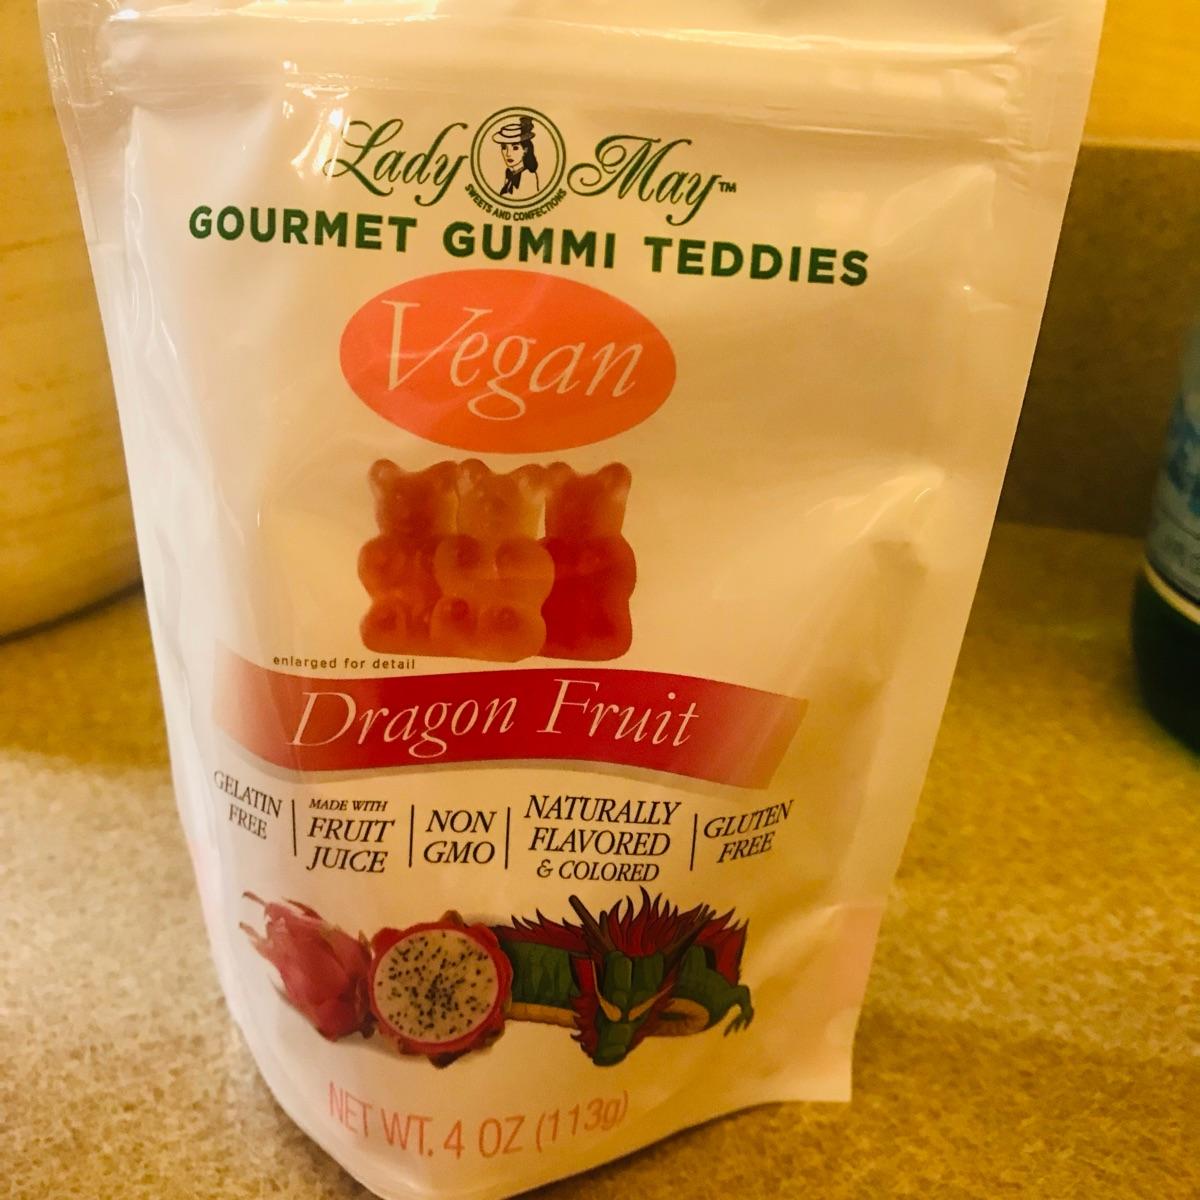 Lady May™
SWEETS AND CONFECTIONS
GOURMET GUMMI TEDDIES
Vegan
enlarged for detail
Dragon Fruit
GELATIN
FREE
MADE WITH
FRUIT
JUICE
NON
GMO
NATURALLY
FLAVORED
& COLORED
GLUTEN
FREE
NET WT. 4 OZ (113g)